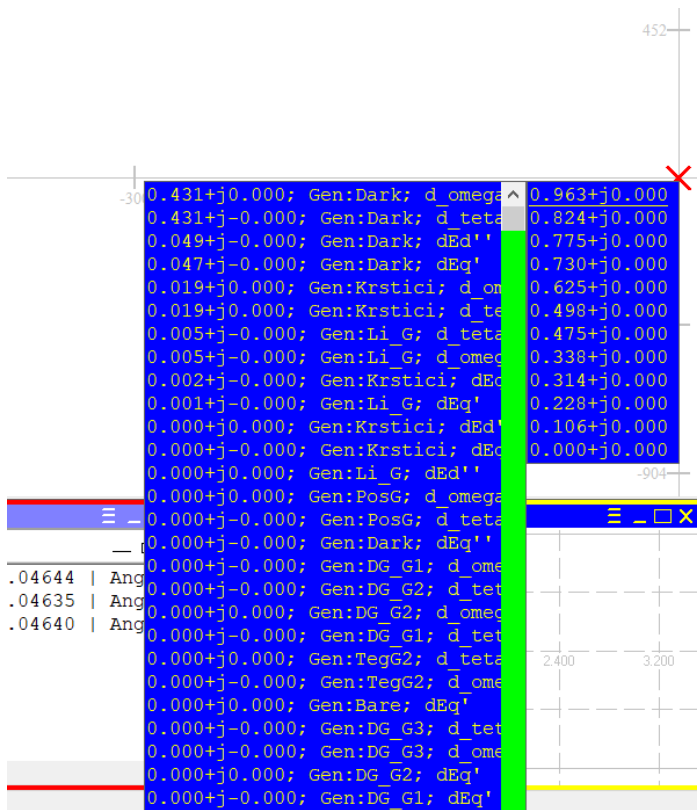 452
-300
0.431+j0.000; Gen:Dark; d_omega 0.963+j0.000
0.431+j-0.000; Gen:Dark; d_teta 0.824+j0.000
0.049+j-0.000; Gen:Dark; dEd'' 0.775+j0.000
0.047+j-0.000; Gen:Dark; dEq' 0.730+j0.000
0.019+j0.000; Gen:Krstici; d_om 0.625+j0.000
0.019+j0.000; Gen:Krstici; d_te 0.498+j0.000
0.005+j-0.000; Gen:Li_G; d_teta 0.475+j0.000
0.005+j-0.000; Gen:Li_G; d_omeg 0.338+j0.000
0.002+j-0.000; Gen:Krstici; dEq 0.314+j0.000
0.001+j-0.000; Gen:Li_G; dEq' 0.228+j0.000
0.000+j0.000; Gen:Krstici; dEd' 0.106+j0.000
0.000+j-0.000; Gen:Krstici; dEq 0.000+j0.000
0.000+j0.000; Gen:Li_G; dEd'' -904
0.000+j0.000; Gen:PosG; d_omega
0.000+j-0.000; Gen:PosG; d_teta
0.000+j-0.000; Gen:Dark; dEq''
.04644 | Ang 0.000+j-0.000; Gen:DG_G1; d_ome
.04635 | Ang 0.000+j-0.000; Gen:DG_G2; d_tet
.04640 | Ang 0.000+j0.000; Gen:DG_G2; d_omeg
0.000+j-0.000; Gen:DG_G1; d_tet
0.000+j0.000; Gen:TegG2; d_teta 2.400 3.200
0.000+j-0.000; Gen:TegG2; d_ome
0.000+j0.000; Gen:Bare; dEq'
0.000+j-0.000; Gen:DG_G3; d_tet
0.000+j-0.000; Gen:DG_G3; d_ome
0.000+j0.000; Gen:DG_G2; dEq'
0.000+j-0.000; Gen:DG_G1; dEq'